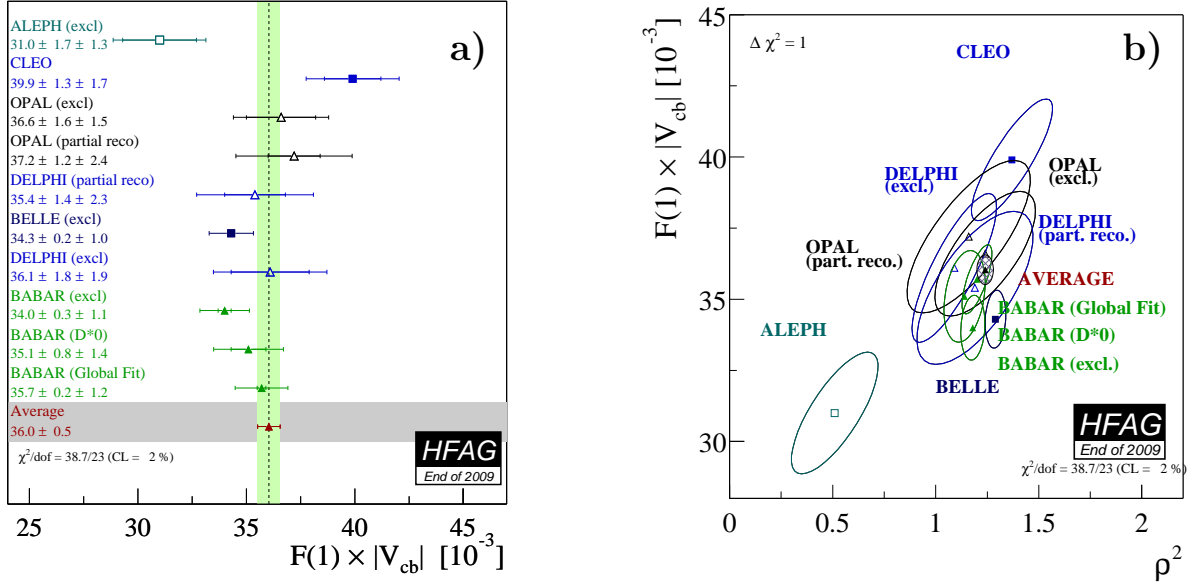 ALEPH (excl)
31.0 ± 1.7 ± 1.3
CLEO
39.9 ± 1.3 ± 1.7
OPAL (excl)
36.6 ± 1.6 ± 1.5
OPAL (partial reco)
37.2 ± 1.2 ± 2.4
DELPHI (partial reco)
35.4 ± 1.4 ± 2.3
BELLE (excl)
34.3 ± 0.2 ± 1.0
DELPHI (excl)
36.1 ± 1.8 ± 1.9
BABAR (excl)
34.0 ± 0.3 ± 1.1
BABAR (D*0)
35.1 ± 0.8 ± 1.4
BABAR (Global Fit)
35.7 ± 0.2 ± 1.2
Average
36.0 ± 0.5
χ²/dof = 38.7/23 (CL = 2 %)
a)
HFAG
End of 2009
25 30 35 40 45
F(1) × |V_cb| [10⁻³]
F(1) × |V_cb| [10⁻³]
45
40
35
30
Δ χ² = 1
b)
CLEO
OPAL
(excl.)
DELPHI
(excl.)
DELPHI
(part. reco.)
OPAL
(part. reco.)
AVERAGE
BABAR (Global Fit)
ALEPH
BABAR (D*0)
BABAR (excl.)
BELLE
HFAG
End of 2009
χ²/dof = 38.7/23 (CL = 2 %)
0 0.5 1 1.5 2
ρ²